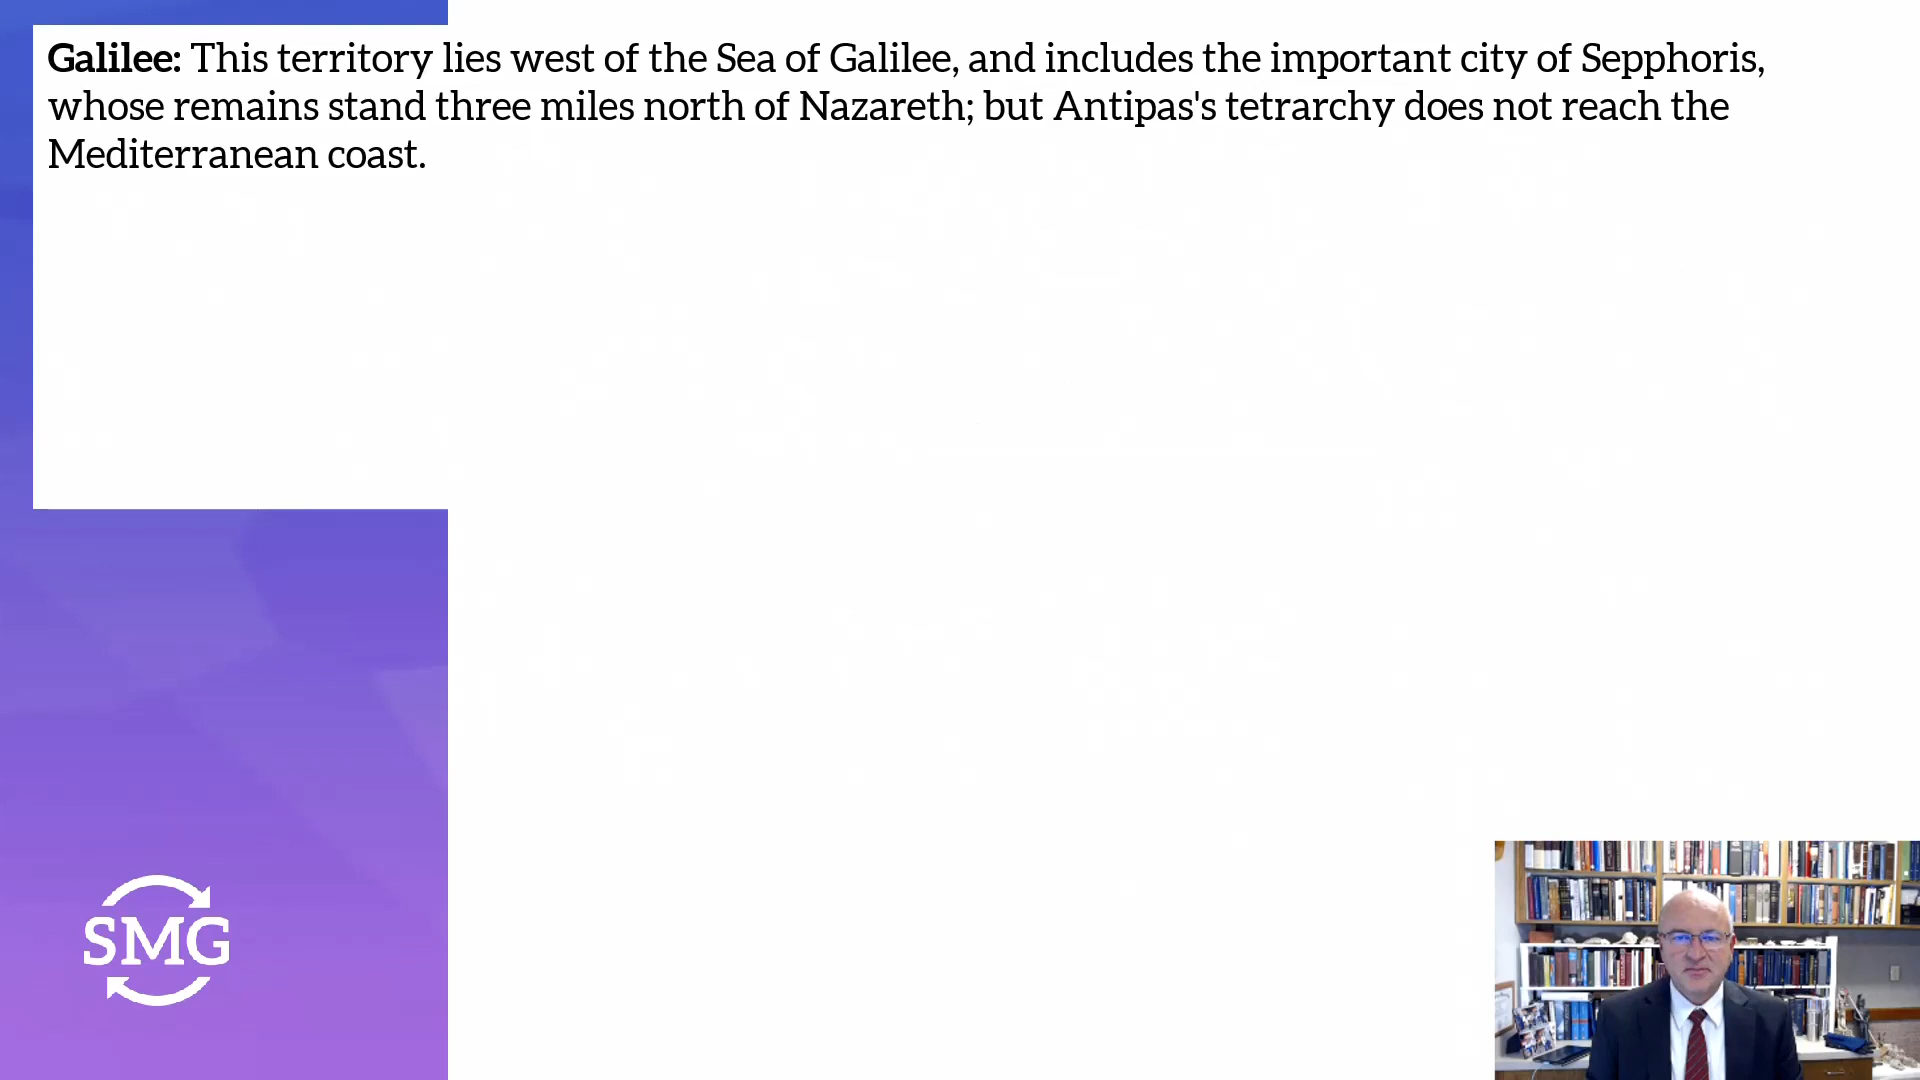 Galilee: This territory lies west of the Sea of Galilee, and includes the important city of Sepphoris,
whose remains stand three miles north of Nazareth; but Antipas's tetrarchy does not reach the
Mediterranean coast.
SMG